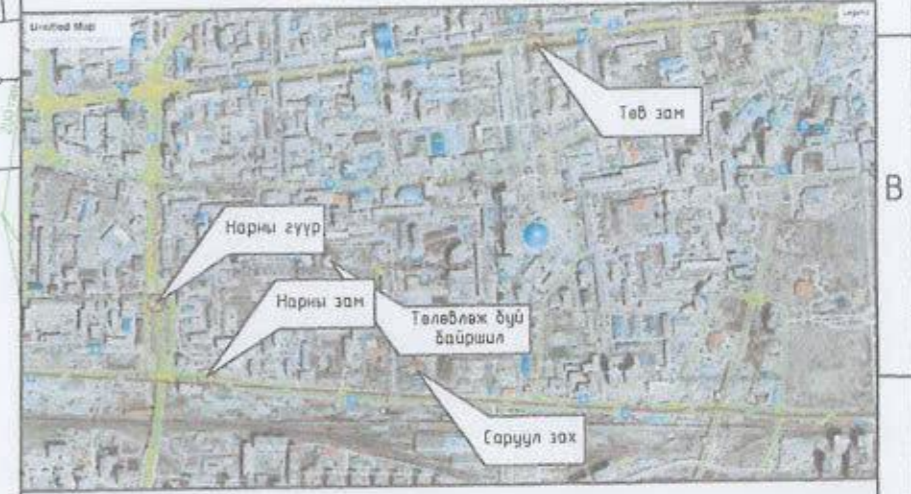 Untitled Map
Legend
Төв зам
B
Нарны гүүр
Нарны зам
Төлөвлөж буй
байршил
Саруул зах